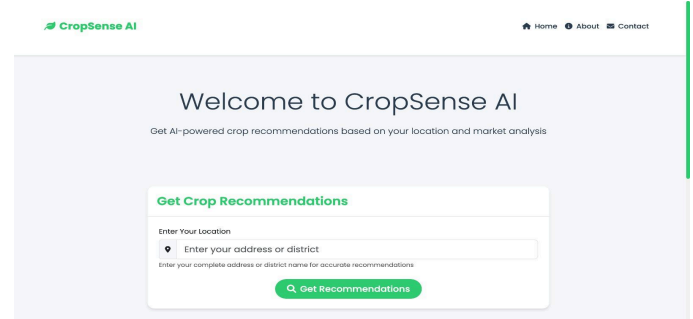 CropSense AI
Home About Contact
Welcome to CropSense AI
Get AI-powered crop recommendations based on your location and market analysis
Get Crop Recommendations
Enter Your Location
Enter your address or district
Enter your complete address or district name for accurate recommendations
Get Recommendations